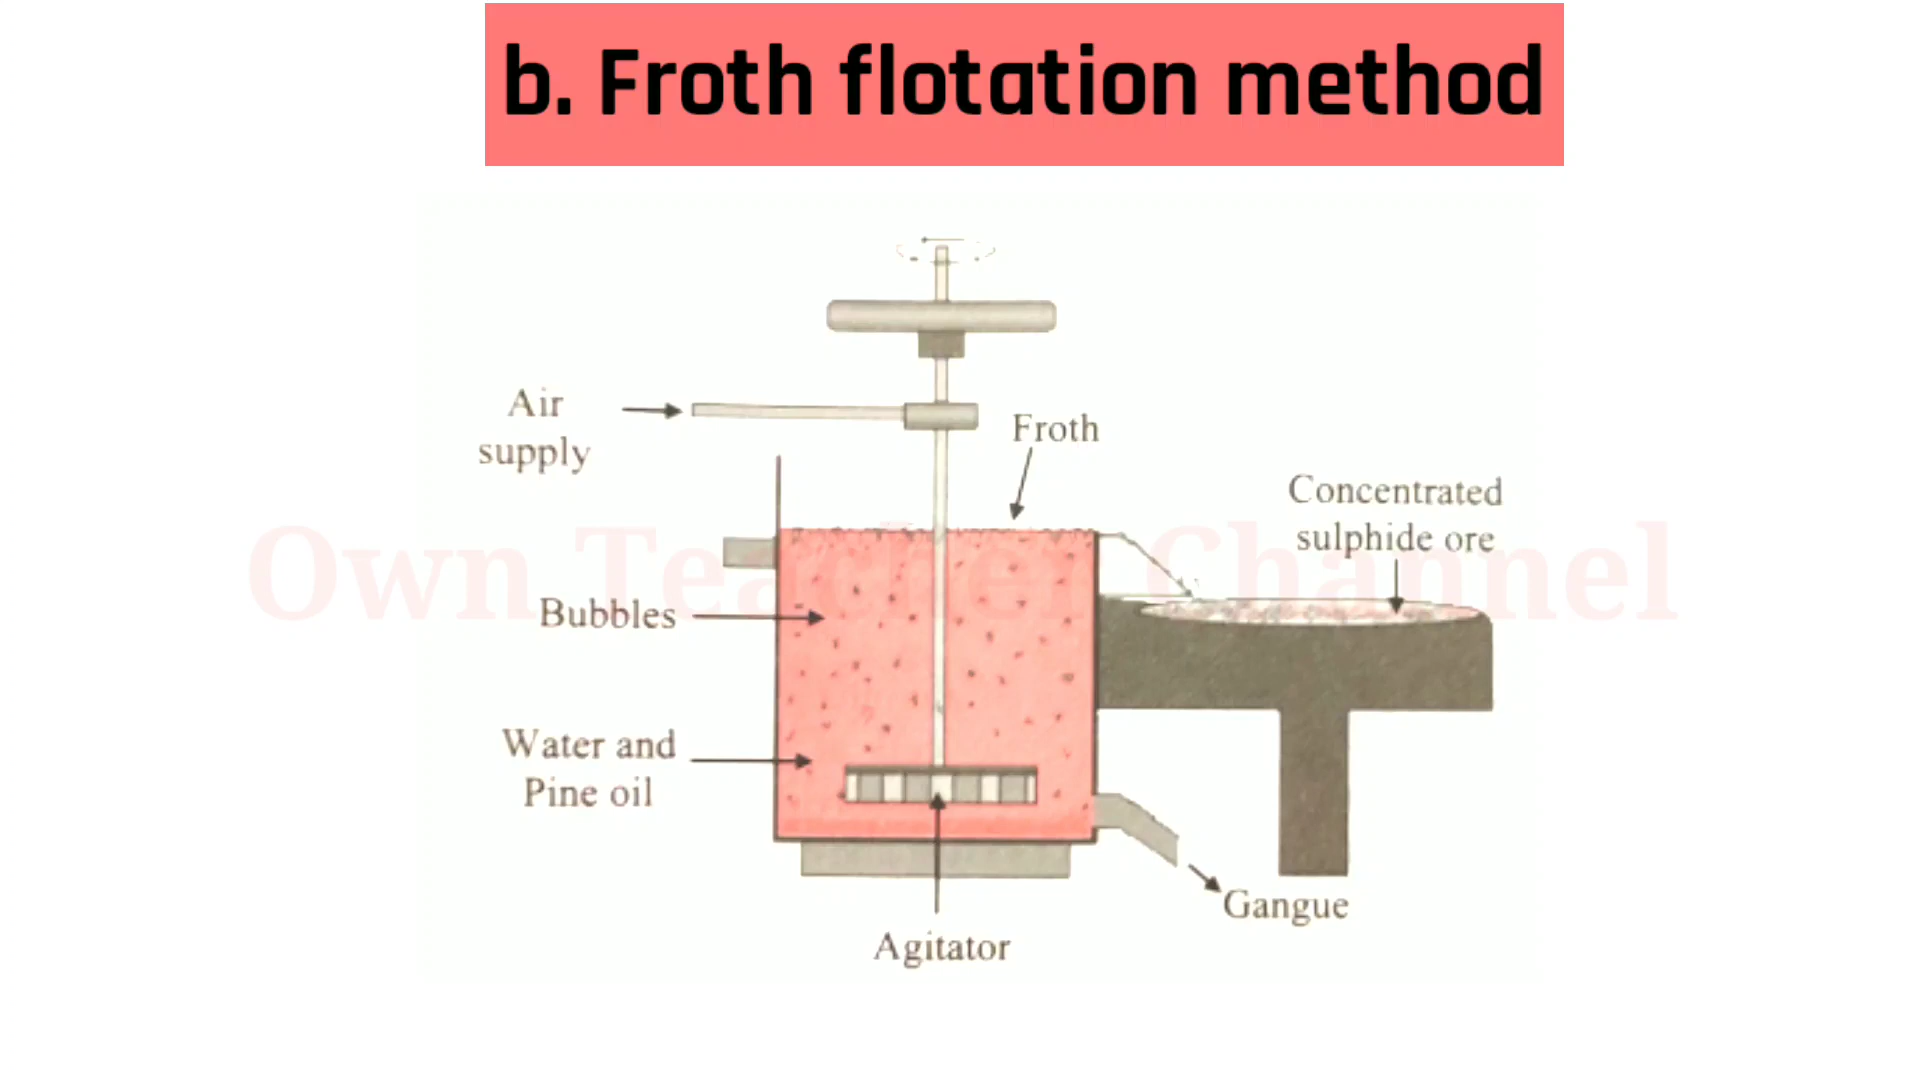 b. Froth flotation method
Air
supply
Froth
Concentrated
sulphide ore
Own Teacher Channel
Bubbles
Water and
Pine oil
Gangue
Agitator